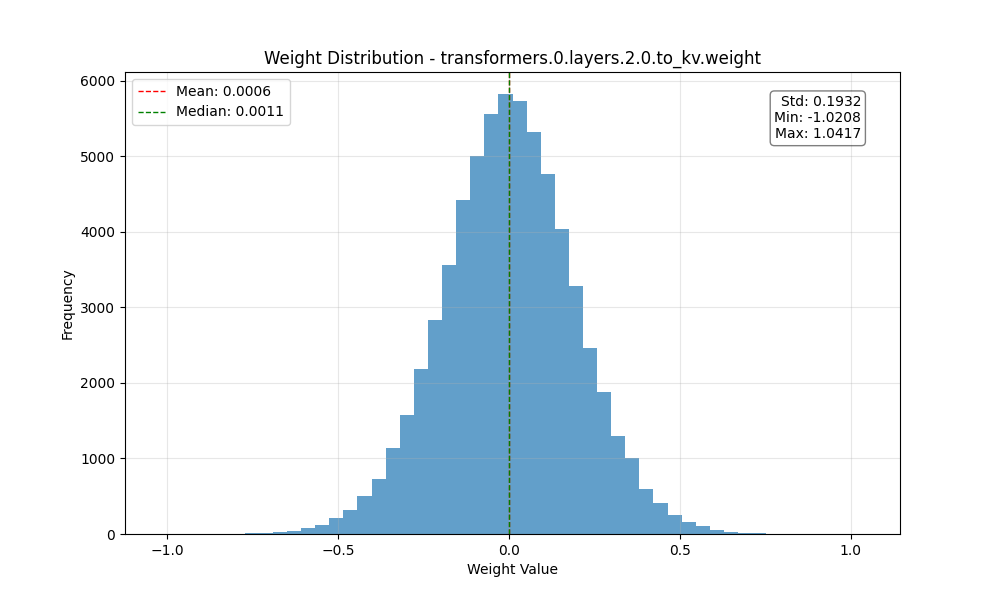 Weight Distribution - transformers.0.layers.2.0.to_kv.weight
Mean: 0.0006
Median: 0.0011
Std: 0.1932
Min: -1.0208
Max: 1.0417
Frequency
6000
5000
4000
3000
2000
1000
0
−1.0
−0.5
0.0
0.5
1.0
Weight Value